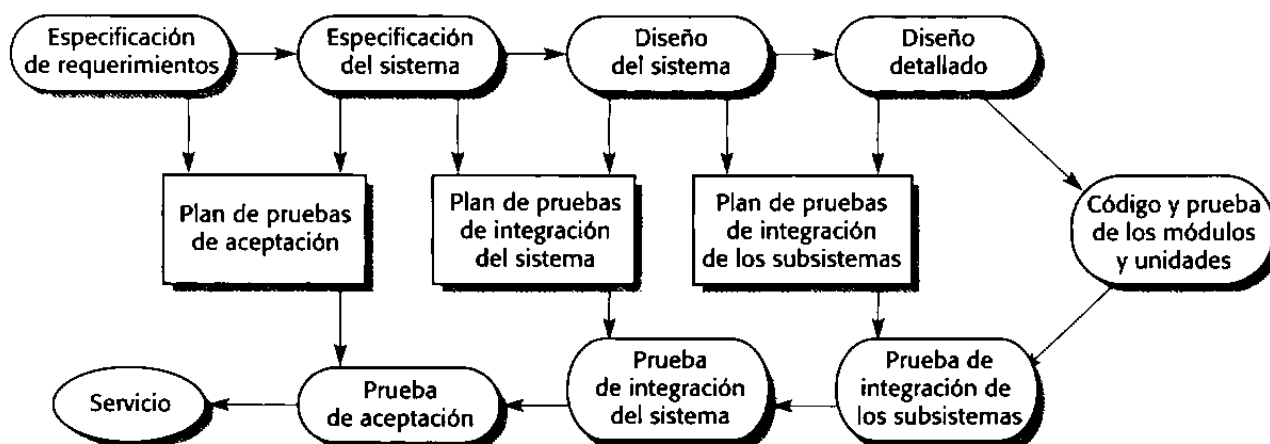 Especificación
de requerimientos
Especificación
del sistema
Diseño
del sistema
Diseño
detallado
Plan de pruebas
de aceptación
Plan de pruebas
de integración
del sistema
Plan de pruebas
de integración
de los subsistemas
Código y prueba
de los módulos
y unidades
Servicio
Prueba
de aceptación
Prueba
de integración
del sistema
Prueba de
integración de
los subsistemas